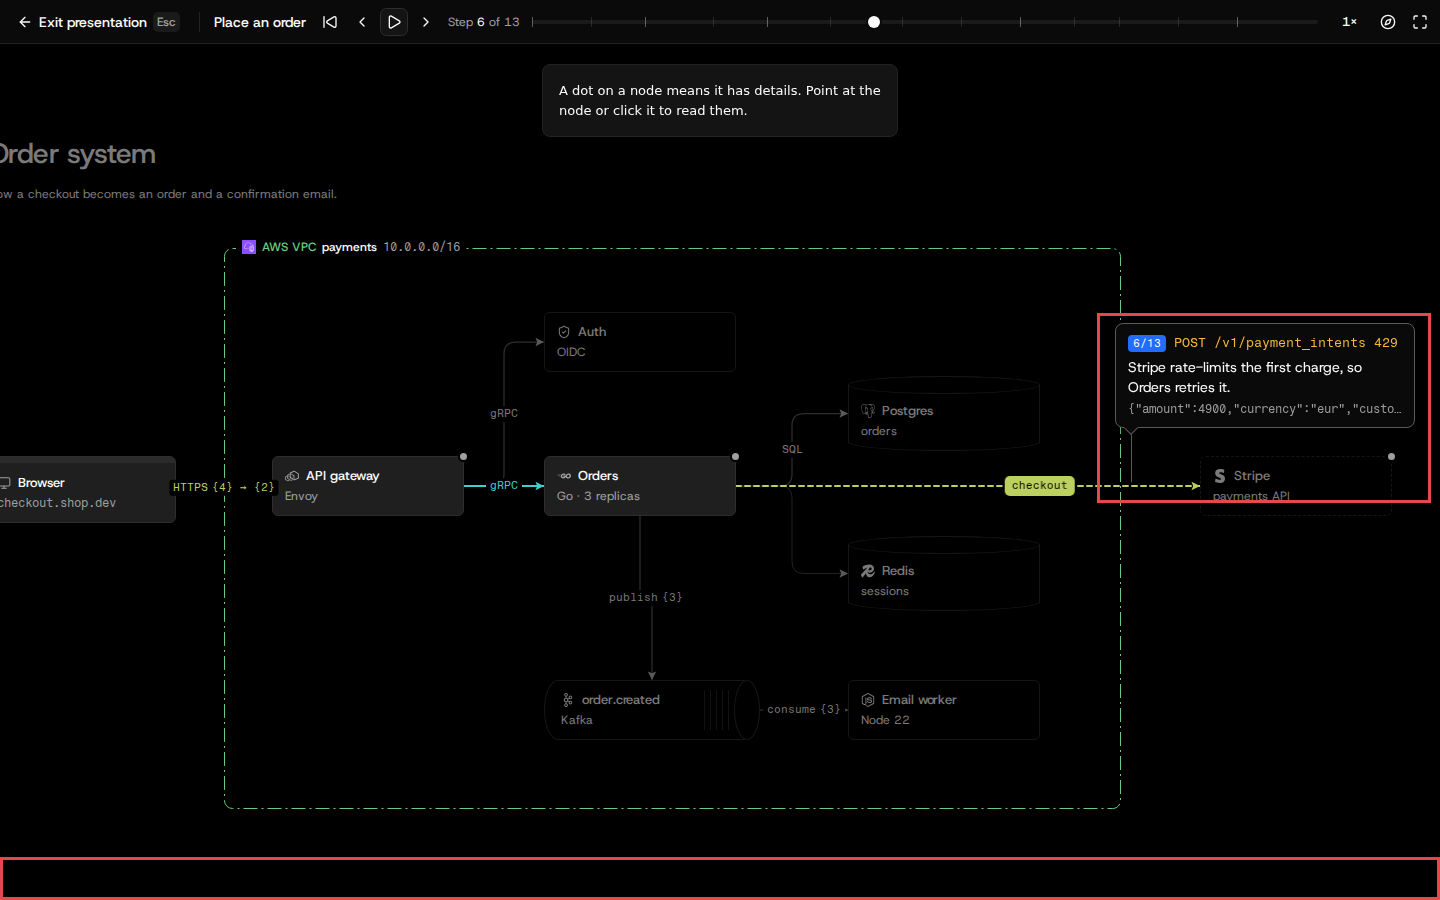 Exit presentation Esc Place an order Step 6 of 13 1×
A dot on a node means it has details. Point at the
node or click it to read them.
Order system
ow a checkout becomes an order and a confirmation email.
AWS VPC payments 10.0.0.0/16
Auth
OIDC
6/13 POST /v1/payment_intents 429
Stripe rate-limits the first charge, so
Orders retries it.
{"amount":4900,"currency":"eur","custo…
gRPC
Postgres
orders
SQL
Browser
checkout.shop.dev
HTTPS {4} → {2}
API gateway
Envoy
gRPC
Orders
Go · 3 replicas
checkout
Stripe
payments API
Redis
sessions
publish {3}
order.created
Kafka
consume {3}
Email worker
Node 22